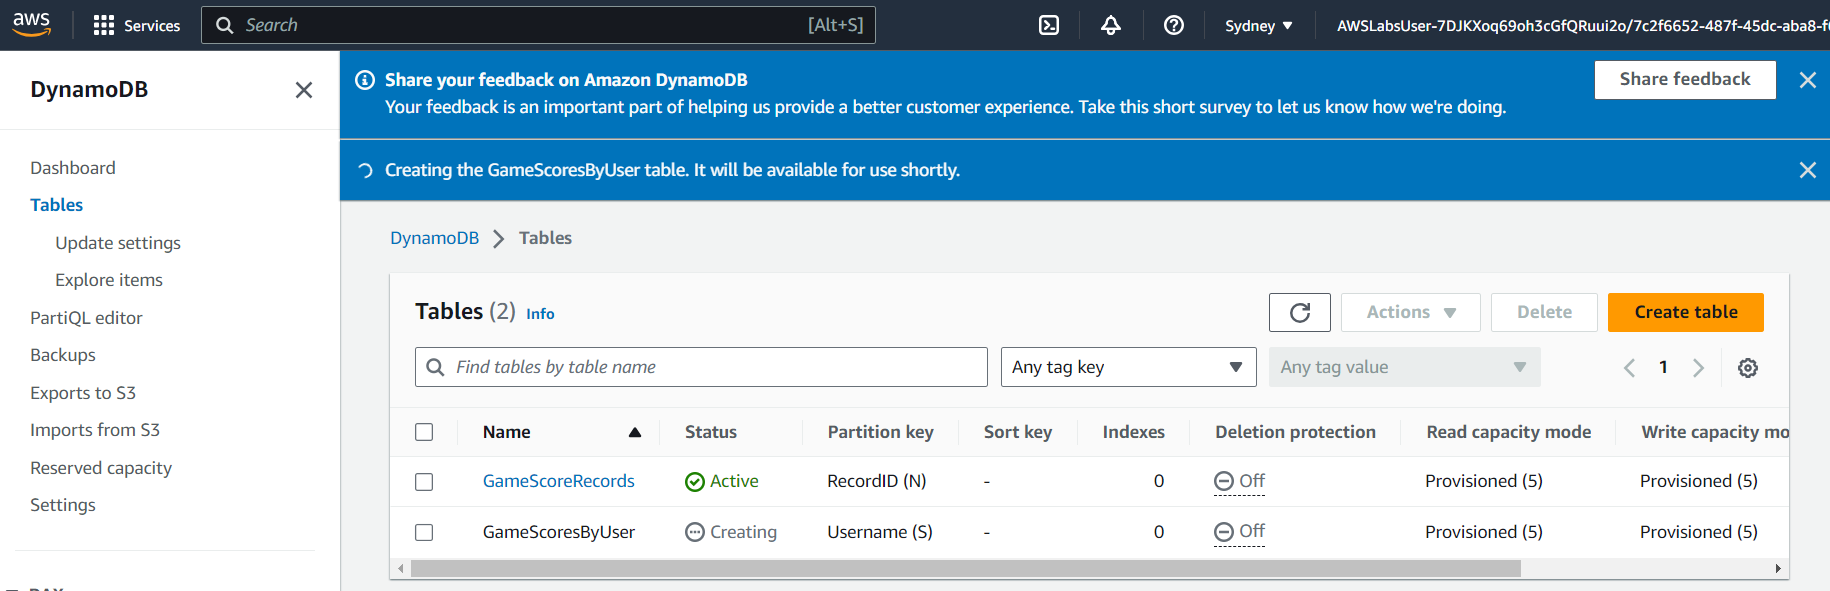 aws Services Search [Alt+S] Sydney AWSLabsUser-7DJKXoq69oh3cGfQRuui2o/7c2f6652-487f-45dc-aba8-f
DynamoDB
Dashboard
Tables
Update settings
Explore items
PartiQL editor
Backups
Exports to S3
Imports from S3
Reserved capacity
Settings
Share your feedback on Amazon DynamoDB
Your feedback is an important part of helping us provide a better customer experience. Take this short survey to let us know how we're doing.
Share feedback
Creating the GameScoresByUser table. It will be available for use shortly.
DynamoDB Tables
Tables (2) Info Actions Delete Create table
Find tables by table name Any tag key Any tag value 1
Name Status Partition key Sort key Indexes Deletion protection Read capacity mode Write capacity mo
GameScoreRecords Active RecordID (N) - 0 Off Provisioned (5) Provisioned (5)
GameScoresByUser Creating Username (S) - 0 Off Provisioned (5) Provisioned (5)